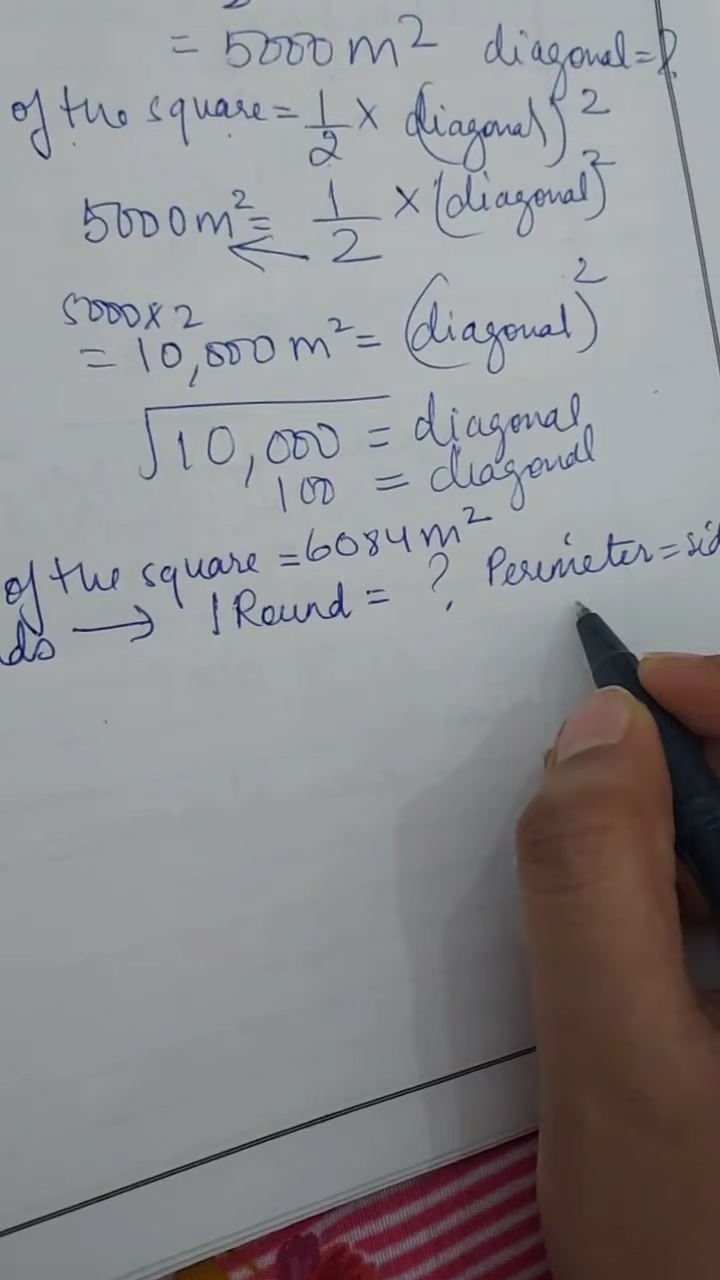 = 5000 m² diagonal = ?
of the square = 1/2 × (diagonal)²
5000 m² = 1/2 × (diagonal)²
5000 × 2
= 10,000 m² = (diagonal)²
√10,000 = diagonal
100 = diagonal
of the square = 6084 m²
ds → 1 Round = ? Perimeter = sid